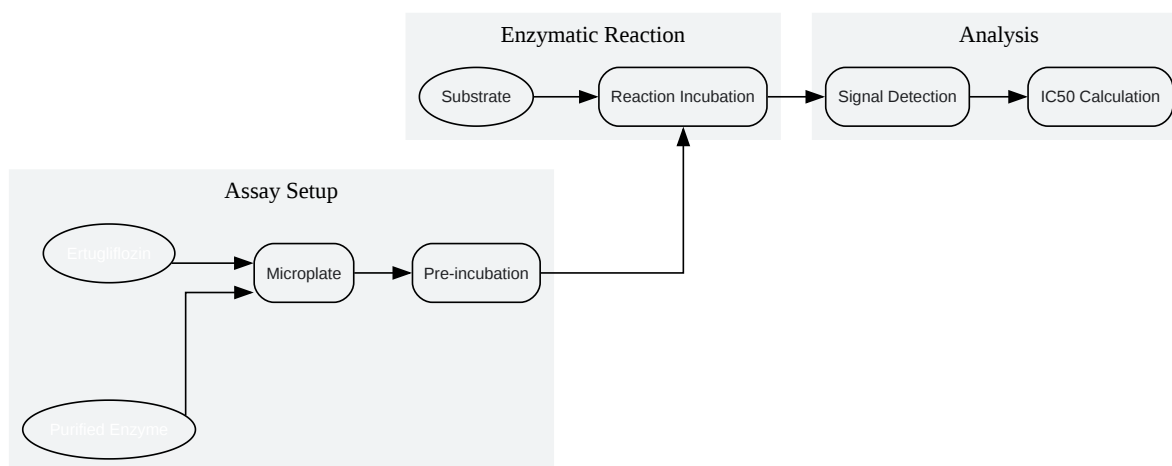 Enzymatic Reaction
Analysis
Substrate
Reaction Incubation
Signal Detection
IC50 Calculation
Assay Setup
Ertugliflozin
Microplate
Pre-incubation
Purified Enzyme